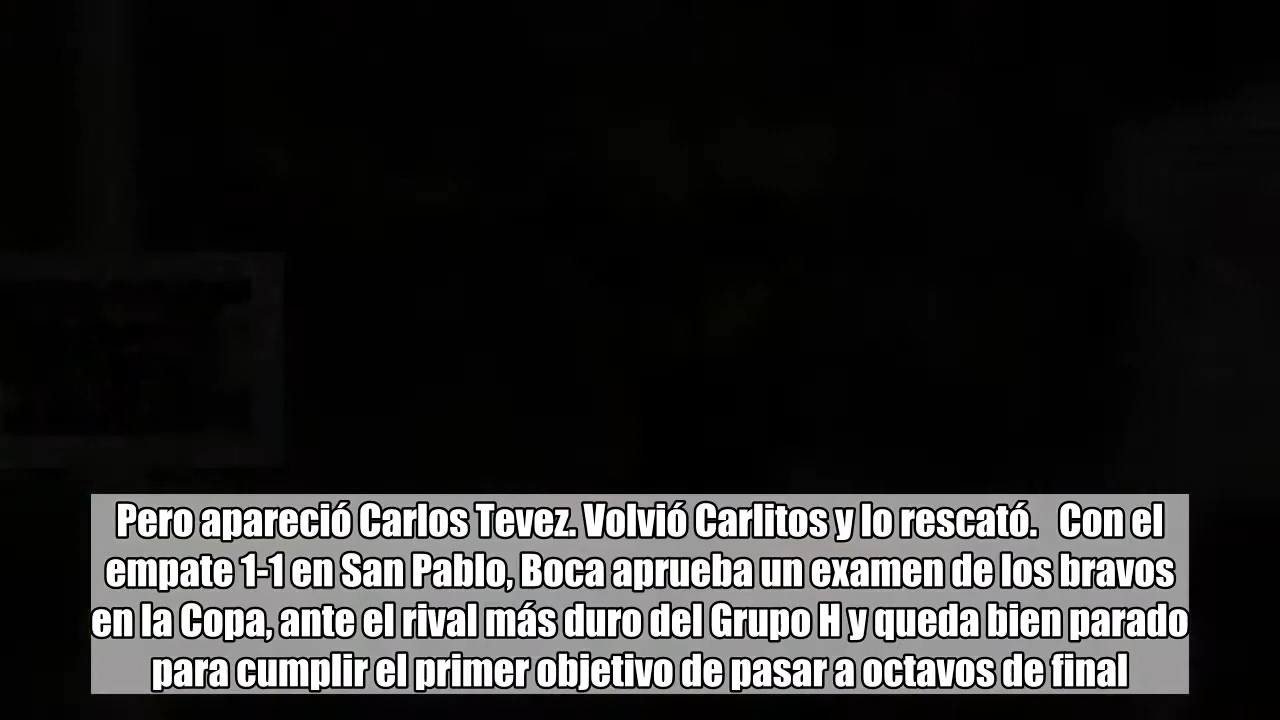 Pero apareció Carlos Tevez. Volvió Carlitos y lo rescató.   Con el
empate 1-1 en San Pablo, Boca aprueba un examen de los bravos
en la Copa, ante el rival más duro del Grupo H y queda bien parado
para cumplir el primer objetivo de pasar a octavos de final